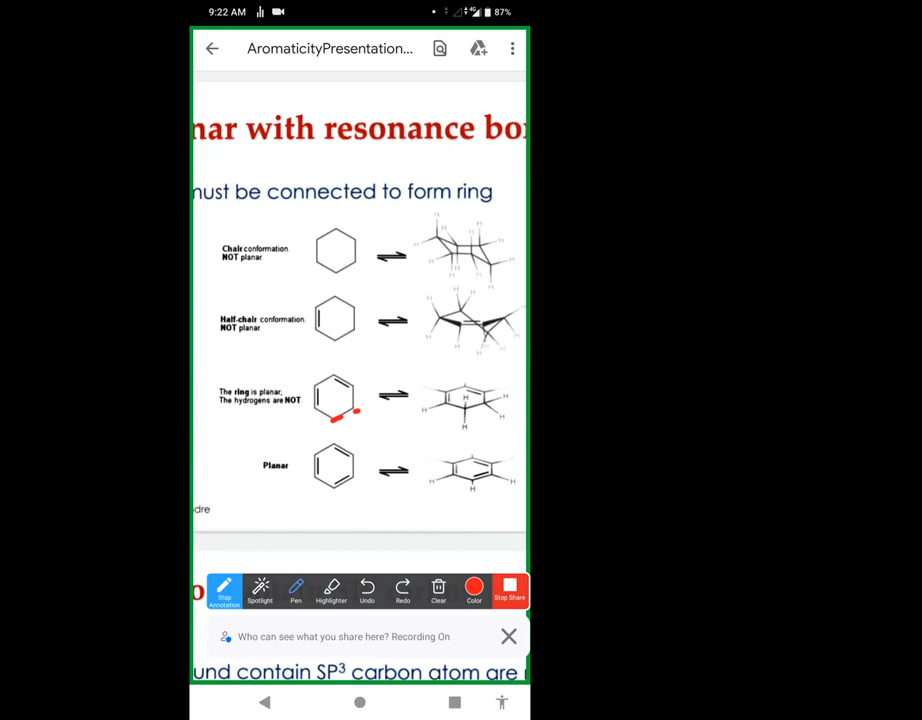 9:22 AM
4G
87%
AromaticityPresentation...
nar with resonance bo
must be connected to form ring
Chair conformation.
NOT planar.
Half-chair conformation.
NOT planar.
The ring is planar,
The hydrogens are NOT
Planar
dre
Stop Annotation
Spotlight
Pen
Highlighter
Undo
Redo
Clear
Color
Stop Share
Who can see what you share here? Recording On
und contain SP³ carbon atom are